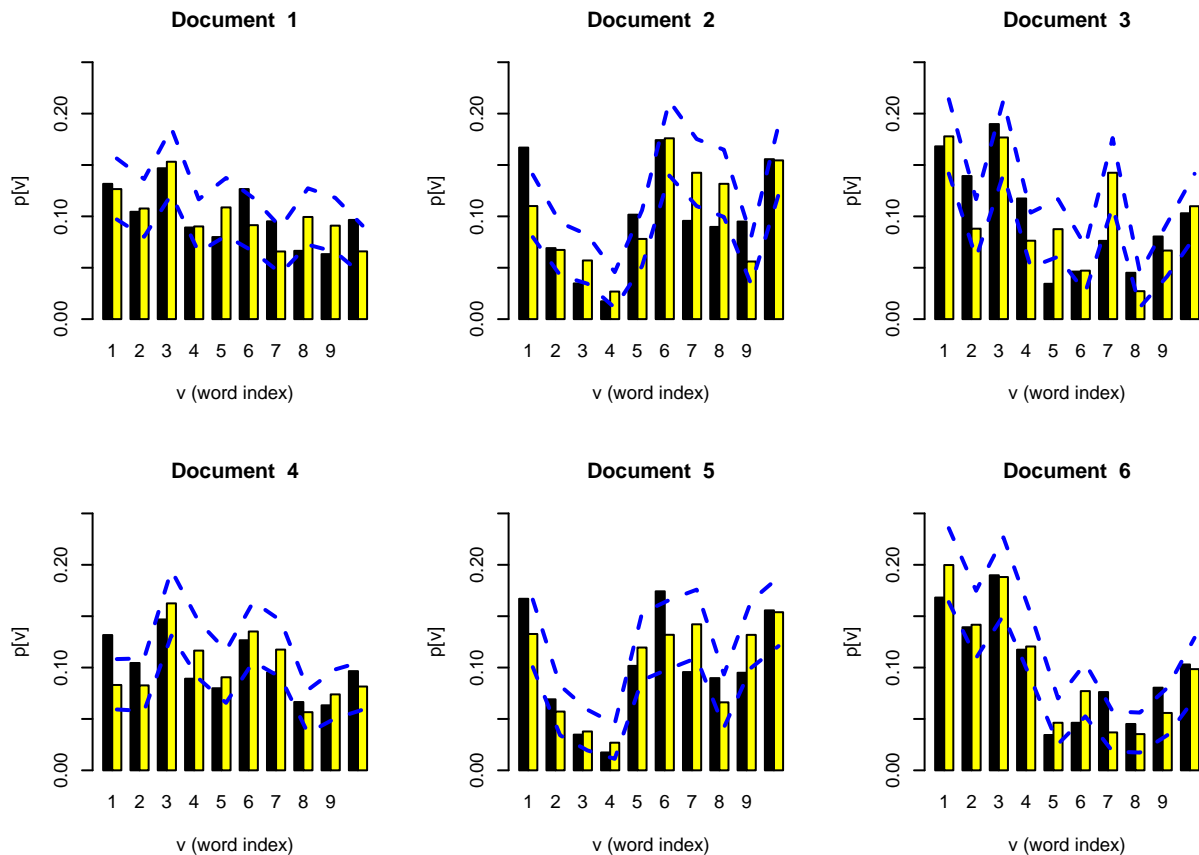 Document 1
p[v]
0.00 0.10 0.20
1 2 3 4 5 6 7 8 9
v (word index)
Document 2
p[v]
0.00 0.10 0.20
1 2 3 4 5 6 7 8 9
v (word index)
Document 3
p[v]
0.00 0.10 0.20
1 2 3 4 5 6 7 8 9
v (word index)
Document 4
p[v]
0.00 0.10 0.20
1 2 3 4 5 6 7 8 9
v (word index)
Document 5
p[v]
0.00 0.10 0.20
1 2 3 4 5 6 7 8 9
v (word index)
Document 6
p[v]
0.00 0.10 0.20
1 2 3 4 5 6 7 8 9
v (word index)